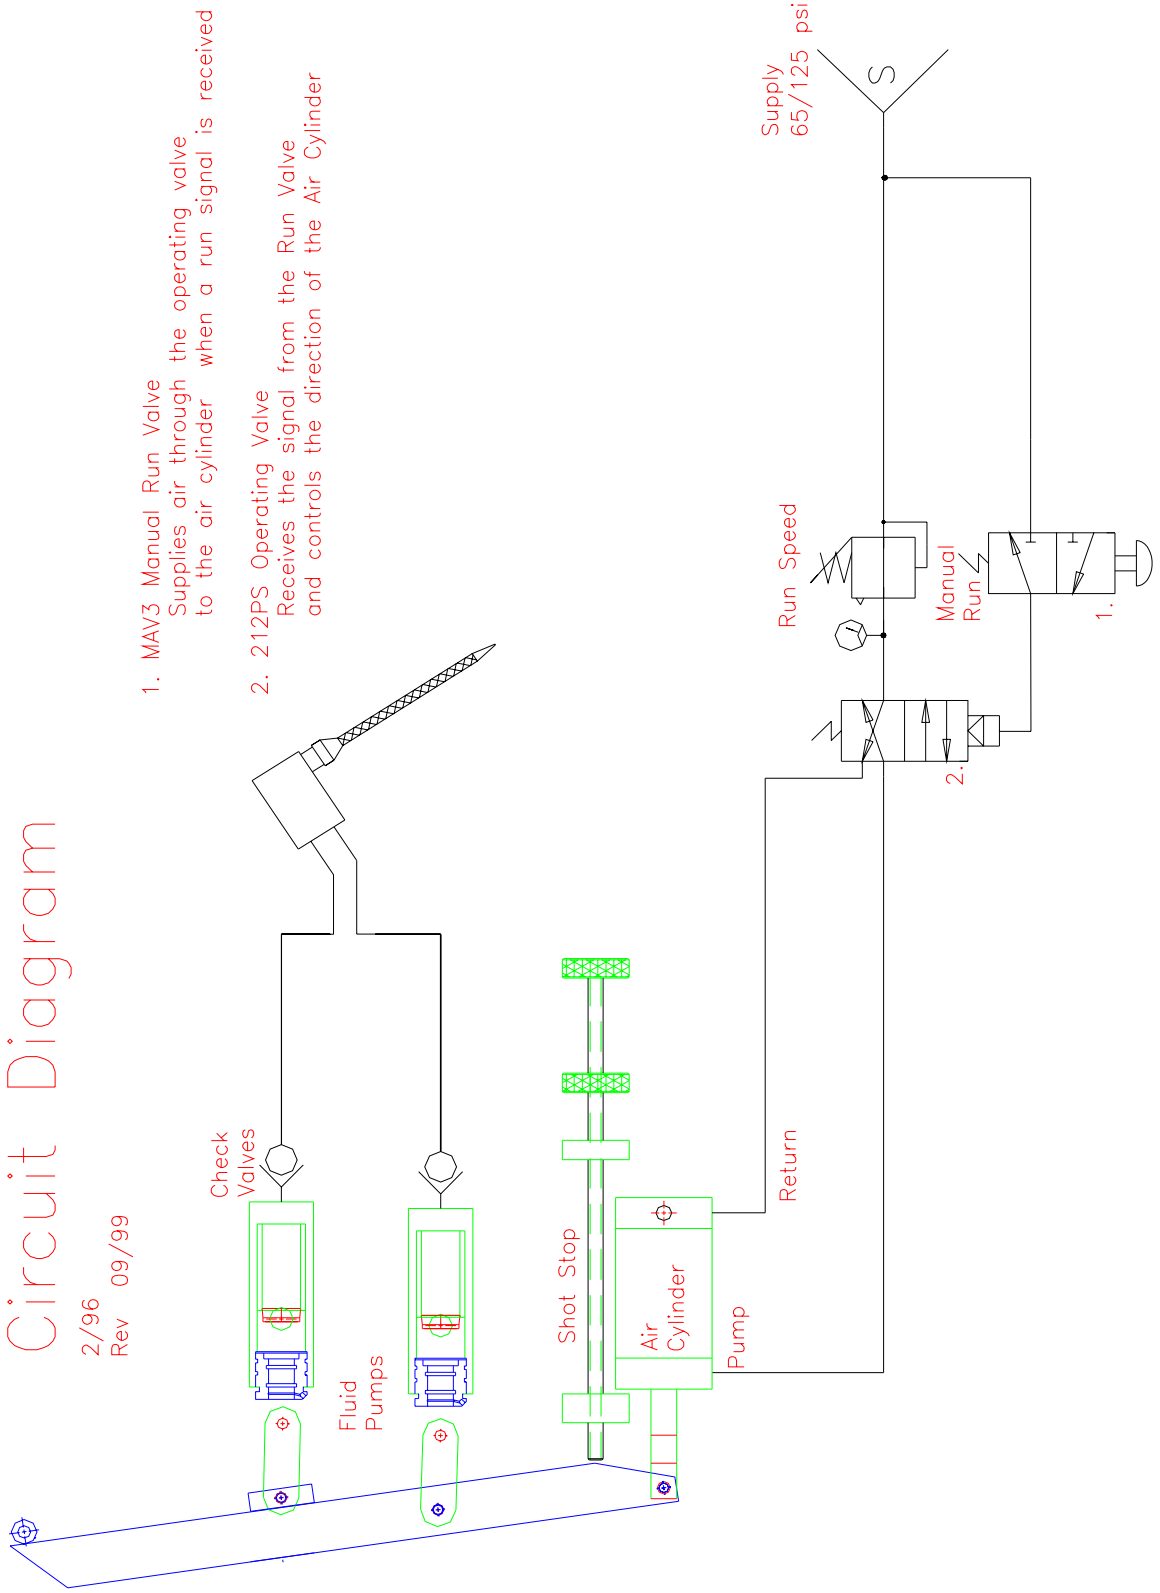 Circuit Diagram
2/96
Rev 09/99
1. MAV3 Manual Run Valve
Supplies air through the operating valve
to the air cylinder when a run signal is received
2. 212PS Operating Valve
Receives the signal from the Run Valve
and controls the direction of the Air Cylinder
Check
Valves
Fluid
Pumps
Shot Stop
Air
Cylinder
Pump
Return
Supply
65/125 psi
S
Run Speed
Manual
Run
2.
1.